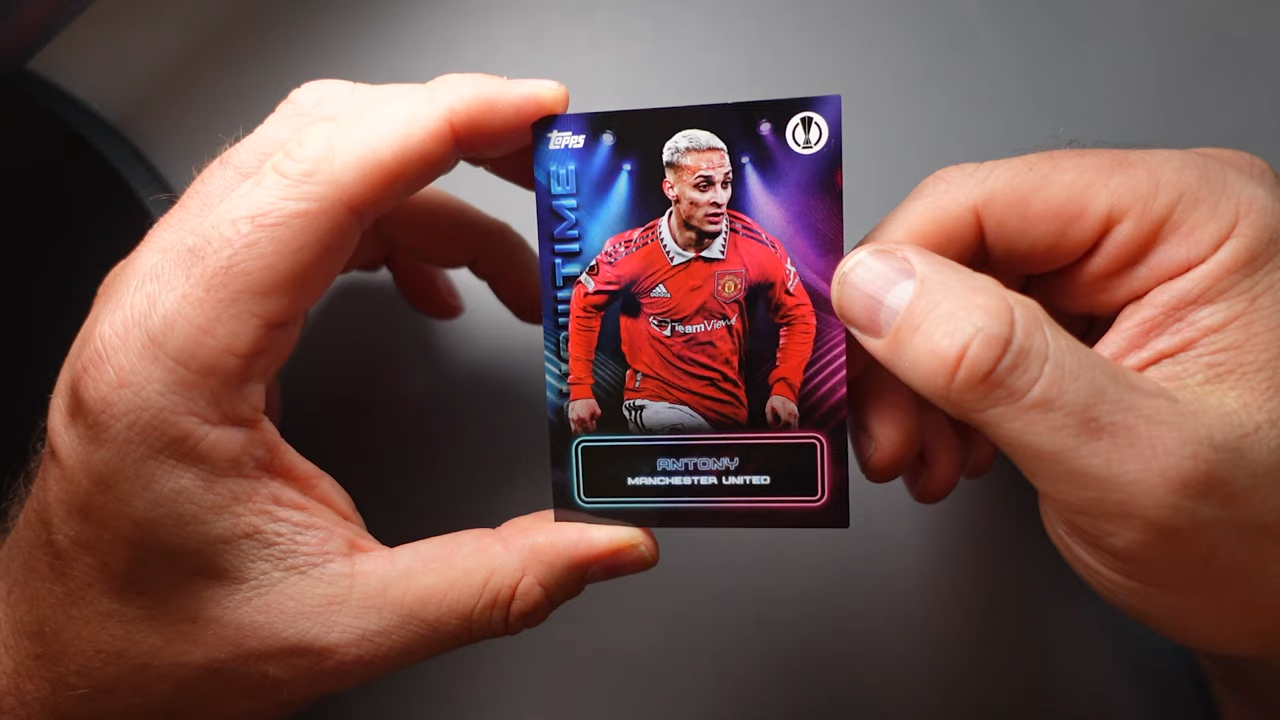 topps
adidas
TeamViewer
ANTONY
MANCHESTER UNITED